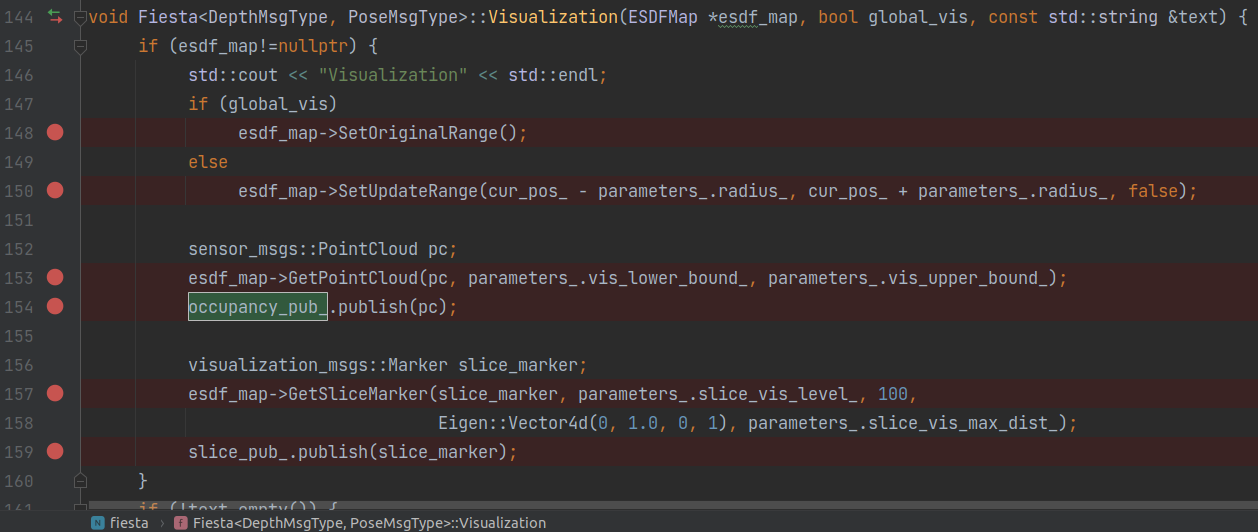 144 void Fiesta<DepthMsgType, PoseMsgType>::Visualization(ESDFMap *esdf_map, bool global_vis, const std::string &text) {
145 if (esdf_map!=nullptr) {
146 std::cout << "Visualization" << std::endl;
147 if (global_vis)
148 esdf_map->SetOriginalRange();
149 else
150 esdf_map->SetUpdateRange(cur_pos_ - parameters_.radius_, cur_pos_ + parameters_.radius_, false);
151
152 sensor_msgs::PointCloud pc;
153 esdf_map->GetPointCloud(pc, parameters_.vis_lower_bound_, parameters_.vis_upper_bound_);
154 occupancy_pub_.publish(pc);
155
156 visualization_msgs::Marker slice_marker;
157 esdf_map->GetSliceMarker(slice_marker, parameters_.slice_vis_level_, 100,
158 Eigen::Vector4d(0, 1.0, 0, 1), parameters_.slice_vis_max_dist_);
159 slice_pub_.publish(slice_marker);
160 }
161 if (!text.empty()) {
N fiesta › f Fiesta<DepthMsgType, PoseMsgType>::Visualization